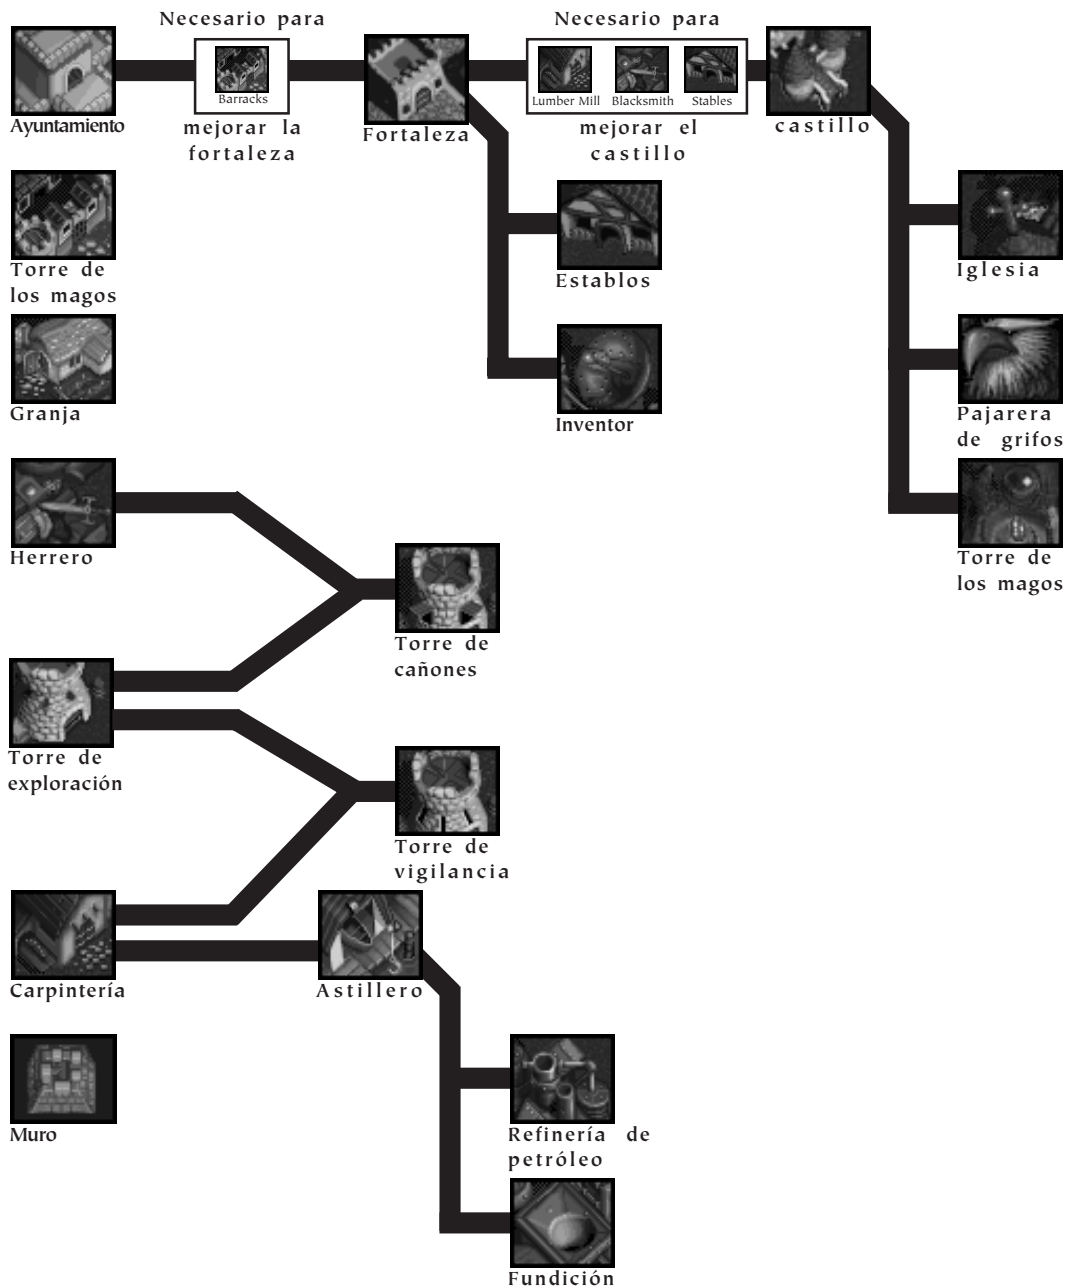 Necesario para
Necesario para
Barracks
Lumber Mill
Blacksmith
Stables
Ayuntamiento
mejorar la
fortaleza
Fortaleza
mejorar el
castillo
castillo
Torre de
los magos
Establos
Iglesia
Granja
Inventor
Pajarera
de grifos
Herrero
Torre de
los magos
Torre de
cañones
Torre de
exploración
Torre de
vigilancia
Carpintería
Astillero
Muro
Refinería de
petróleo
Fundición